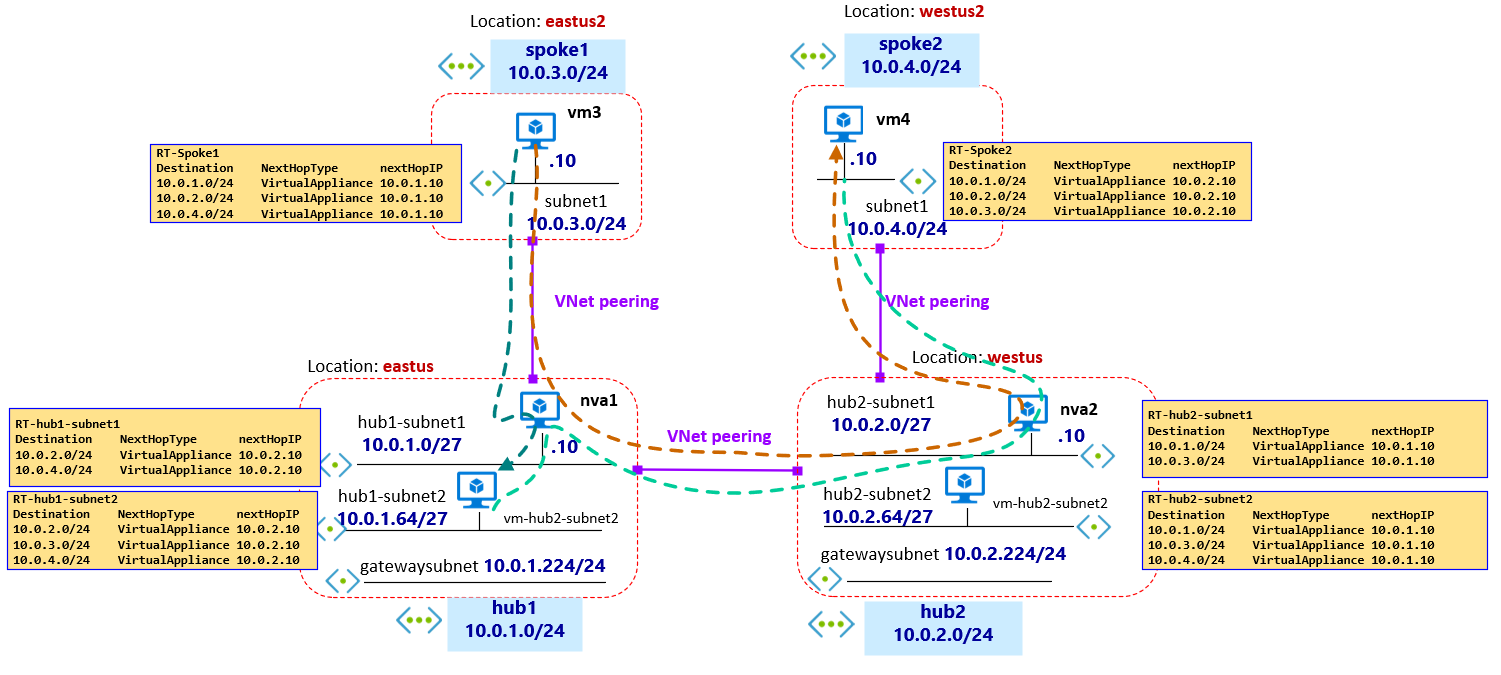 Location: eastus2
spoke1
10.0.3.0/24
vm3
.10
subnet1
10.0.3.0/24
RT-Spoke1
Destination NextHopType nextHopIP
10.0.1.0/24 VirtualAppliance 10.0.1.10
10.0.2.0/24 VirtualAppliance 10.0.1.10
10.0.4.0/24 VirtualAppliance 10.0.1.10
Location: westus2
spoke2
10.0.4.0/24
vm4
.10
subnet1
10.0.4.0/24
RT-Spoke2
Destination NextHopType nextHopIP
10.0.1.0/24 VirtualAppliance 10.0.2.10
10.0.2.0/24 VirtualAppliance 10.0.2.10
10.0.3.0/24 VirtualAppliance 10.0.2.10
VNet peering
VNet peering
VNet peering
Location: eastus
nva1
.10
hub1-subnet1
10.0.1.0/27
hub1-subnet2
10.0.1.64/27
vm-hub2-subnet2
gatewaysubnet 10.0.1.224/24
hub1
10.0.1.0/24
RT-hub1-subnet1
Destination NextHopType nextHopIP
10.0.2.0/24 VirtualAppliance 10.0.2.10
10.0.4.0/24 VirtualAppliance 10.0.2.10
RT-hub1-subnet2
Destination NextHopType nextHopIP
10.0.2.0/24 VirtualAppliance 10.0.2.10
10.0.3.0/24 VirtualAppliance 10.0.2.10
10.0.4.0/24 VirtualAppliance 10.0.2.10
Location: westus
hub2-subnet1
10.0.2.0/27
nva2
.10
hub2-subnet2
10.0.2.64/27
vm-hub2-subnet2
gatewaysubnet 10.0.2.224/24
hub2
10.0.2.0/24
RT-hub2-subnet1
Destination NextHopType nextHopIP
10.0.1.0/24 VirtualAppliance 10.0.1.10
10.0.3.0/24 VirtualAppliance 10.0.1.10
RT-hub2-subnet2
Destination NextHopType nextHopIP
10.0.1.0/24 VirtualAppliance 10.0.1.10
10.0.3.0/24 VirtualAppliance 10.0.1.10
10.0.4.0/24 VirtualAppliance 10.0.1.10